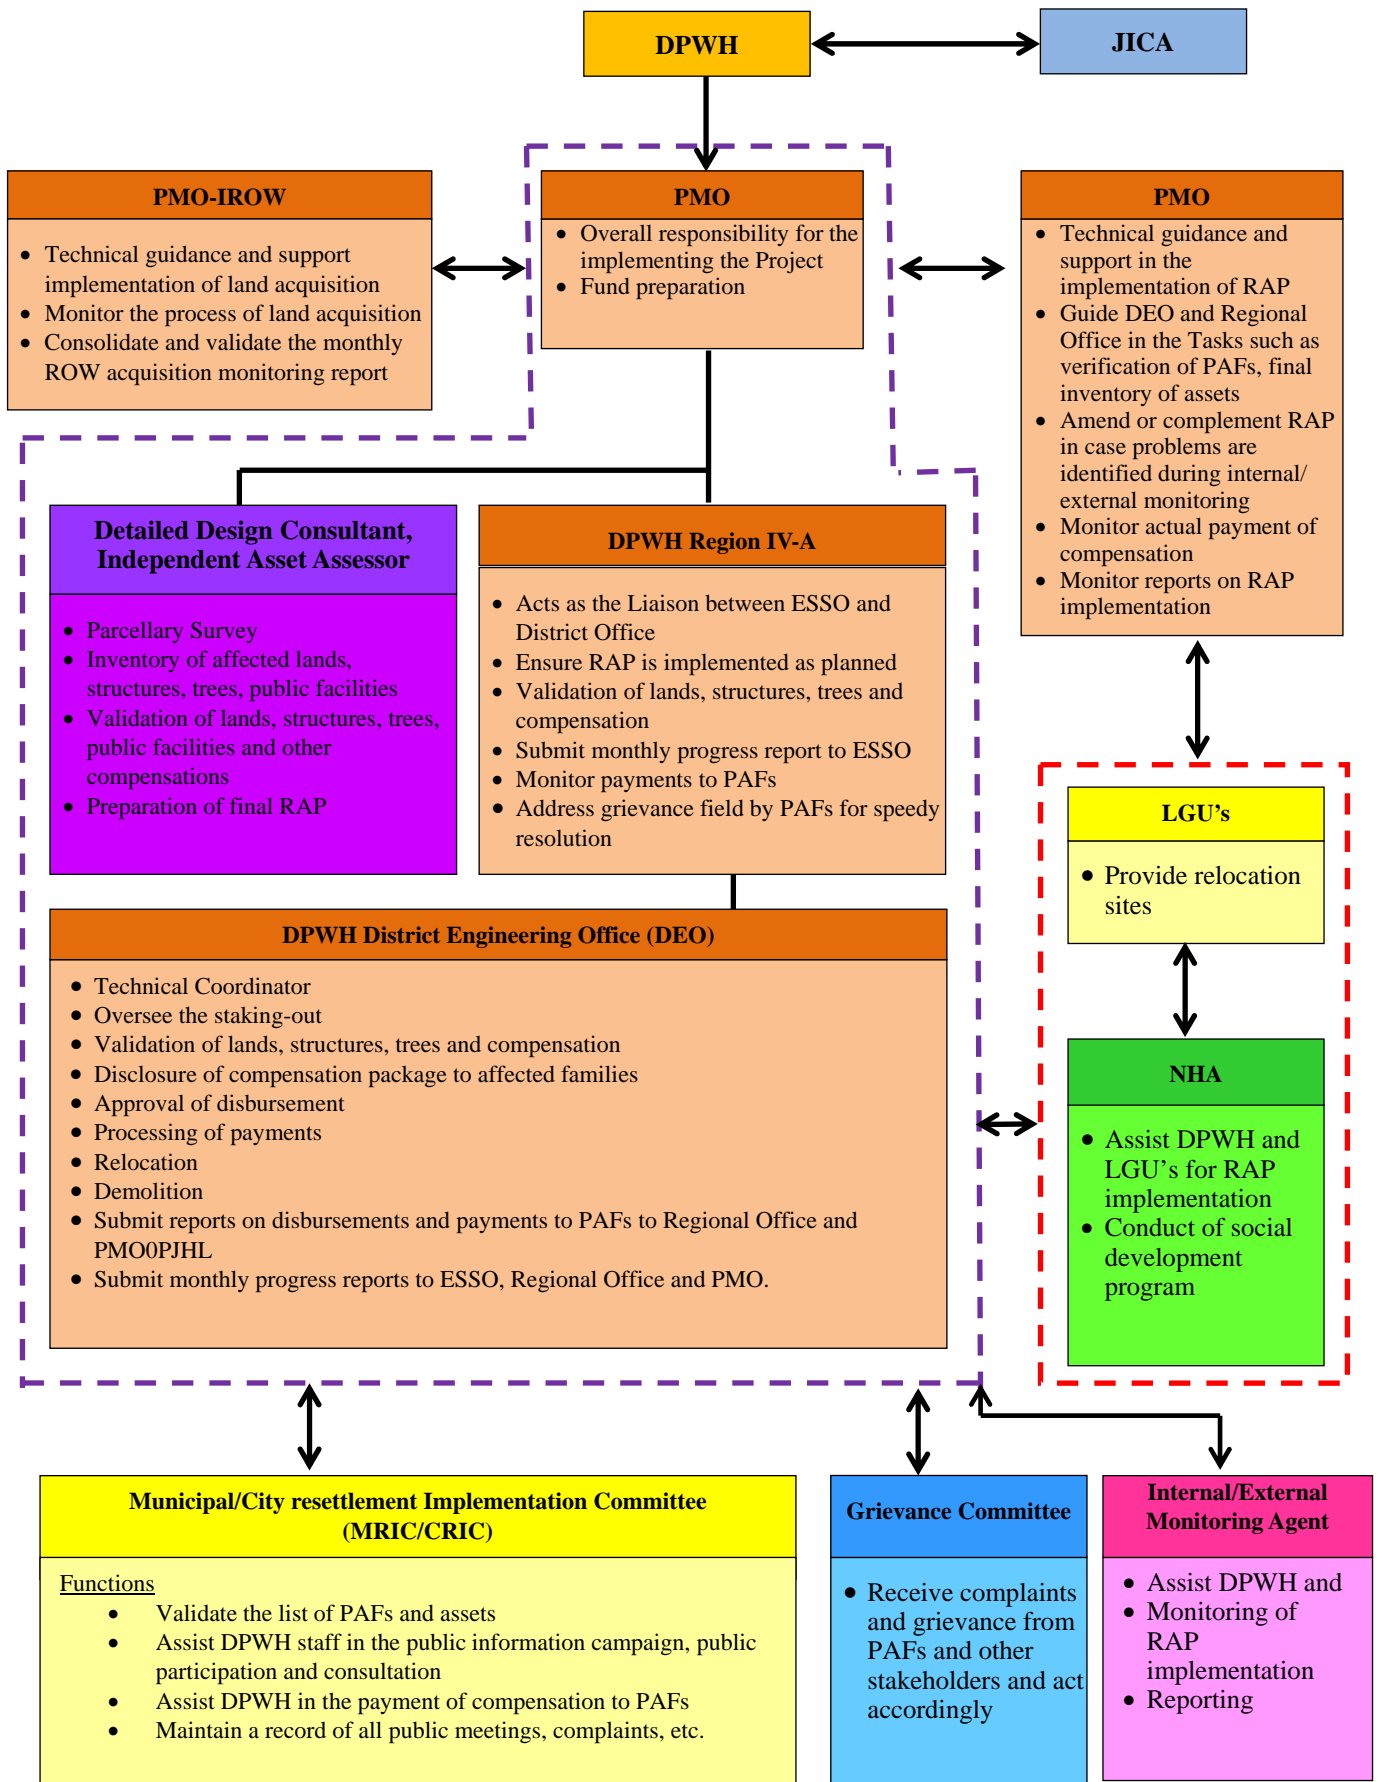 DPWH
JICA
PMO-IROW
• Technical guidance and support
implementation of land acquisition
• Monitor the process of land acquisition
• Consolidate and validate the monthly
ROW acquisition monitoring report
PMO
• Overall responsibility for the
implementing the Project
• Fund preparation
PMO
• Technical guidance and
support in the
implementation of RAP
• Guide DEO and Regional
Office in the Tasks such as
verification of PAFs, final
inventory of assets
• Amend or complement RAP
in case problems are
identified during internal/
external monitoring
• Monitor actual payment of
compensation
• Monitor reports on RAP
implementation
Detailed Design Consultant,
Independent Asset Assessor
• Parcellary Survey
• Inventory of affected lands,
structures, trees, public facilities
• Validation of lands, structures, trees,
public facilities and other
compensations
• Preparation of final RAP
DPWH Region IV-A
• Acts as the Liaison between ESSO and
District Office
• Ensure RAP is implemented as planned
• Validation of lands, structures, trees and
compensation
• Submit monthly progress report to ESSO
• Monitor payments to PAFs
• Address grievance field by PAFs for speedy
resolution
LGU's
• Provide relocation
sites
DPWH District Engineering Office (DEO)
• Technical Coordinator
• Oversee the staking-out
• Validation of lands, structures, trees and compensation
• Disclosure of compensation package to affected families
• Approval of disbursement
• Processing of payments
• Relocation
• Demolition
• Submit reports on disbursements and payments to PAFs to Regional Office and
PMO0PJHL
• Submit monthly progress reports to ESSO, Regional Office and PMO.
NHA
• Assist DPWH and
LGU's for RAP
implementation
• Conduct of social
development
program
Municipal/City resettlement Implementation Committee
(MRIC/CRIC)
Functions
• Validate the list of PAFs and assets
• Assist DPWH staff in the public information campaign, public
participation and consultation
• Assist DPWH in the payment of compensation to PAFs
• Maintain a record of all public meetings, complaints, etc.
Grievance Committee
• Receive complaints
and grievance from
PAFs and other
stakeholders and act
accordingly
Internal/External
Monitoring Agent
• Assist DPWH and
• Monitoring of
RAP
implementation
• Reporting